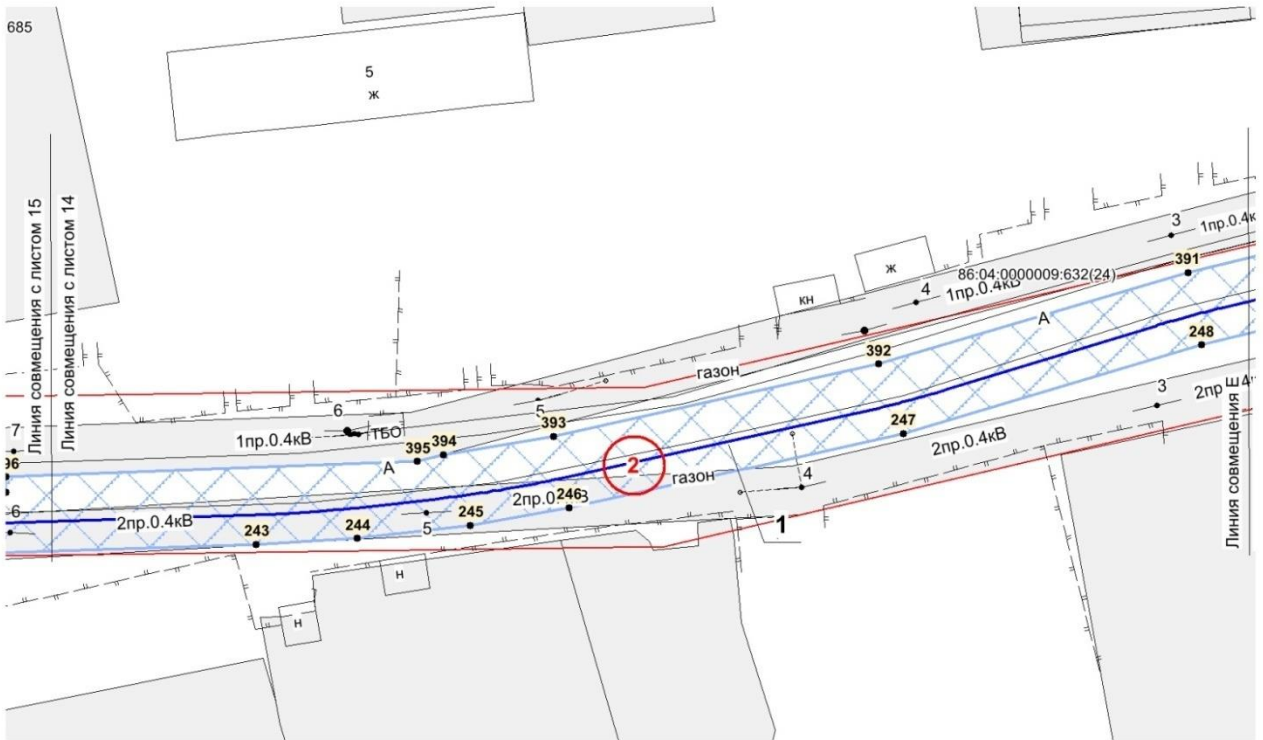 685
5
ж
Линия совмещения с листом 15
Линия совмещения с листом 14
3
1пр.0.4к
391
ж
86:04:0000009:632(24)
4
1пр.0.4кВ
кн
А
248
392
газон
3
2пр
6
5
393
247
7
1пр.0.4кВ
ТБО
395
394
2пр.0.4кВ
96
А
2
газон
4
6
2пр.0.4кВ
2пр.0
246
5
245
1
243
244
Линия совмещения с
н
н